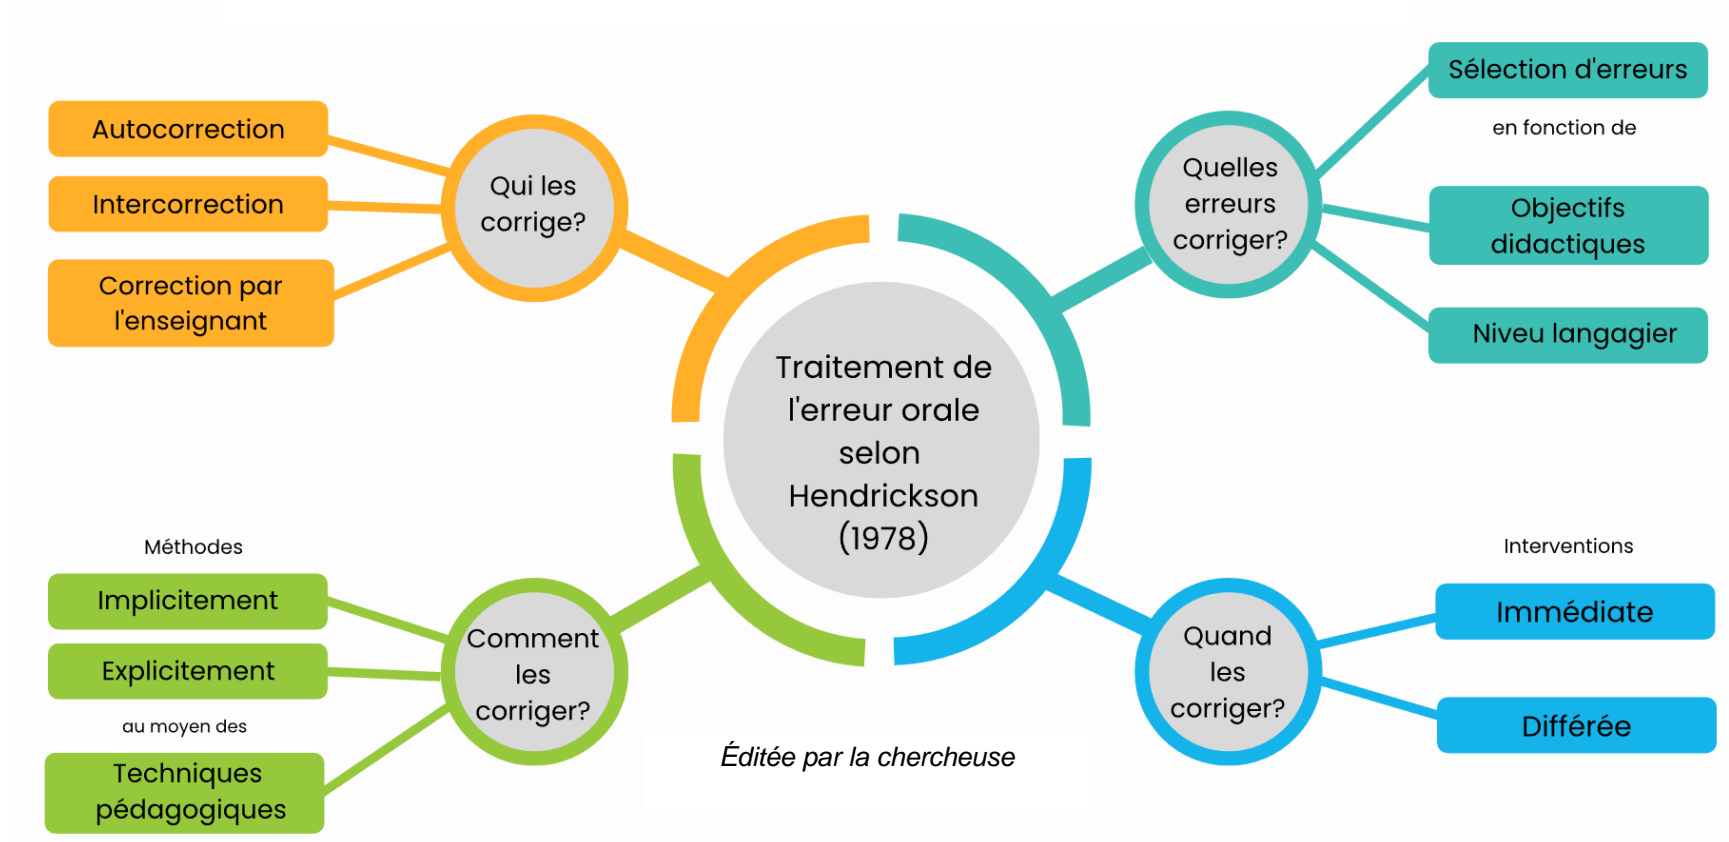 Autocorrection
Intercorrection
Correction par
l'enseignant
Qui les
corrige?
Quelles
erreurs
corriger?
Sélection d'erreurs
en fonction de
Objectifs
didactiques
Niveu langagier
Traitement de
l'erreur orale
selon
Hendrickson
(1978)
Méthodes
Implicitement
Explicitement
au moyen des
Techniques
pédagogiques
Comment
les
corriger?
Quand
les
corriger?
Interventions
Immédiate
Différée
Éditée par la chercheuse